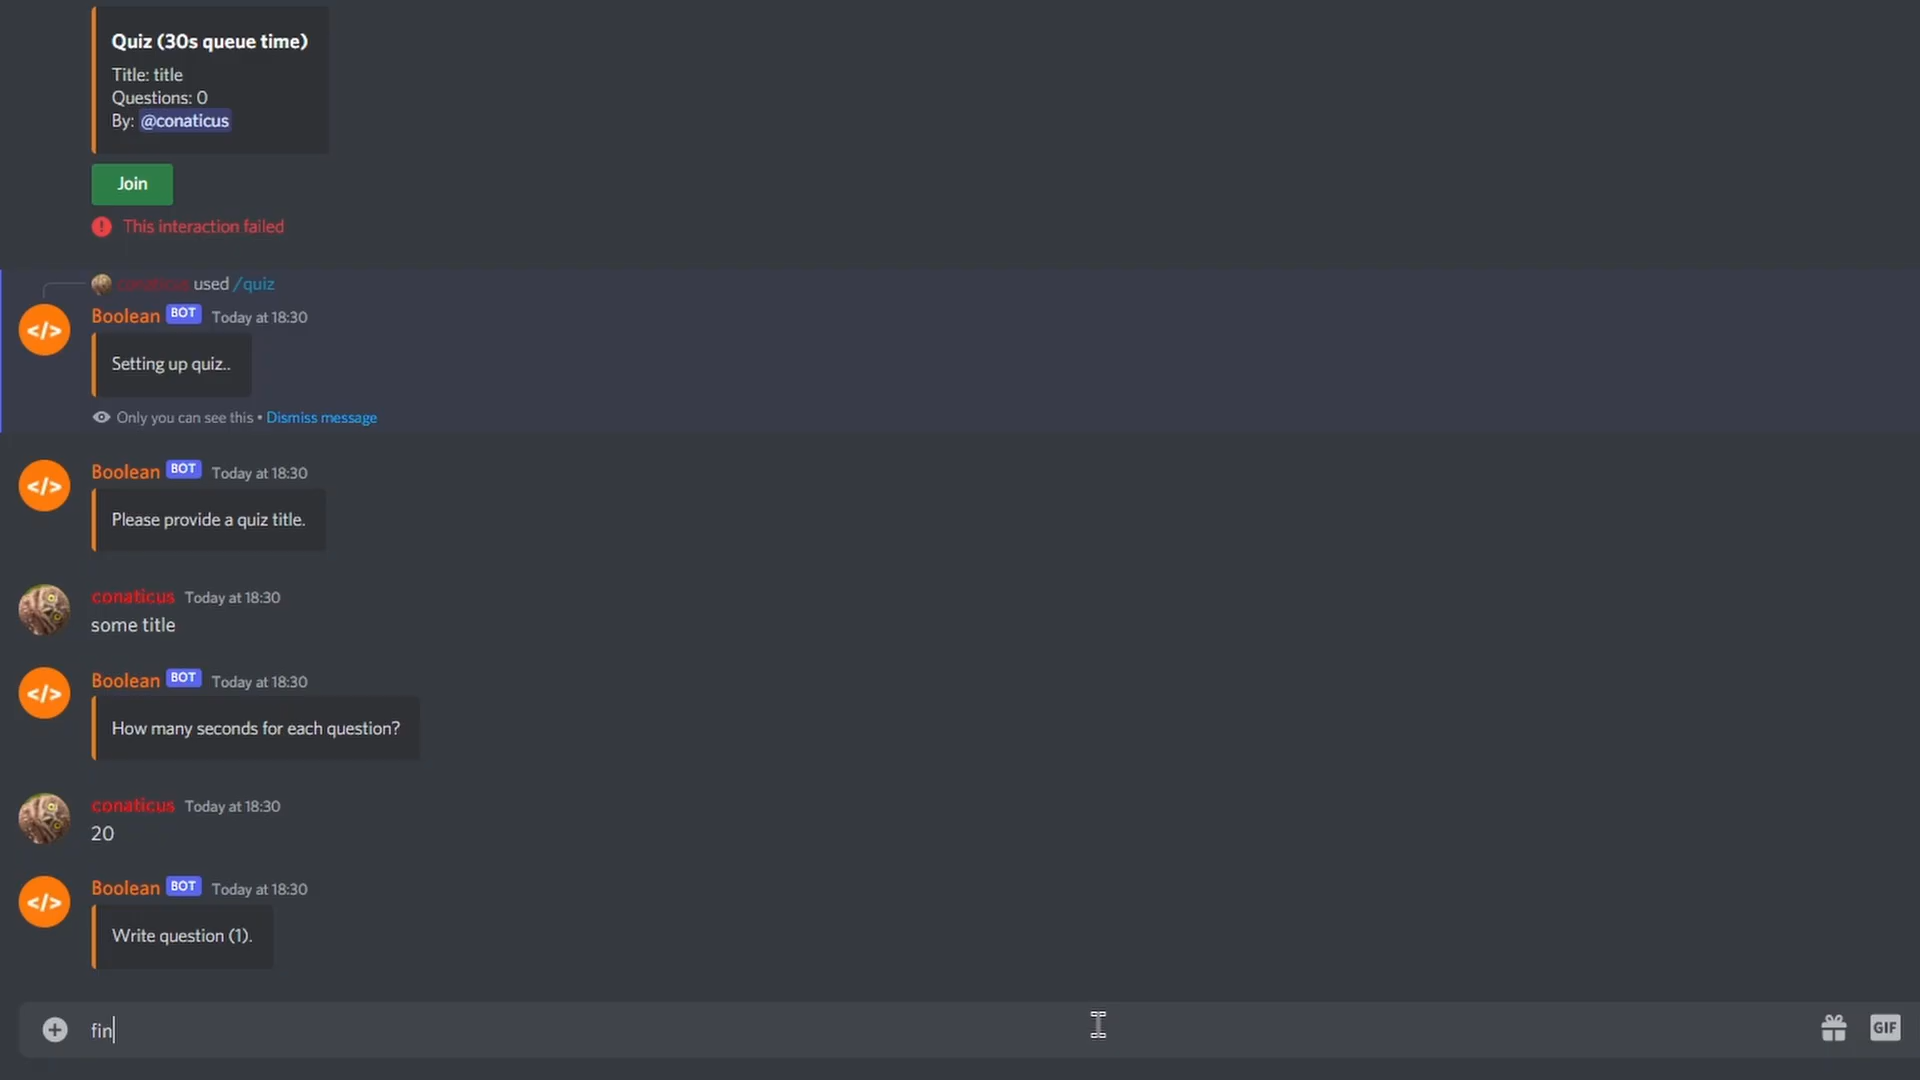 Quiz (30s queue time)
Title: title
Questions: 0
By: @conaticus
Join
This interaction failed
conaticus used /quiz
</> Boolean BOT Today at 18:30
Setting up quiz..
Only you can see this • Dismiss message
</> Boolean BOT Today at 18:30
Please provide a quiz title.
conaticus Today at 18:30
some title
</> Boolean BOT Today at 18:30
How many seconds for each question?
conaticus Today at 18:30
20
</> Boolean BOT Today at 18:30
Write question (1).
fin
GIF